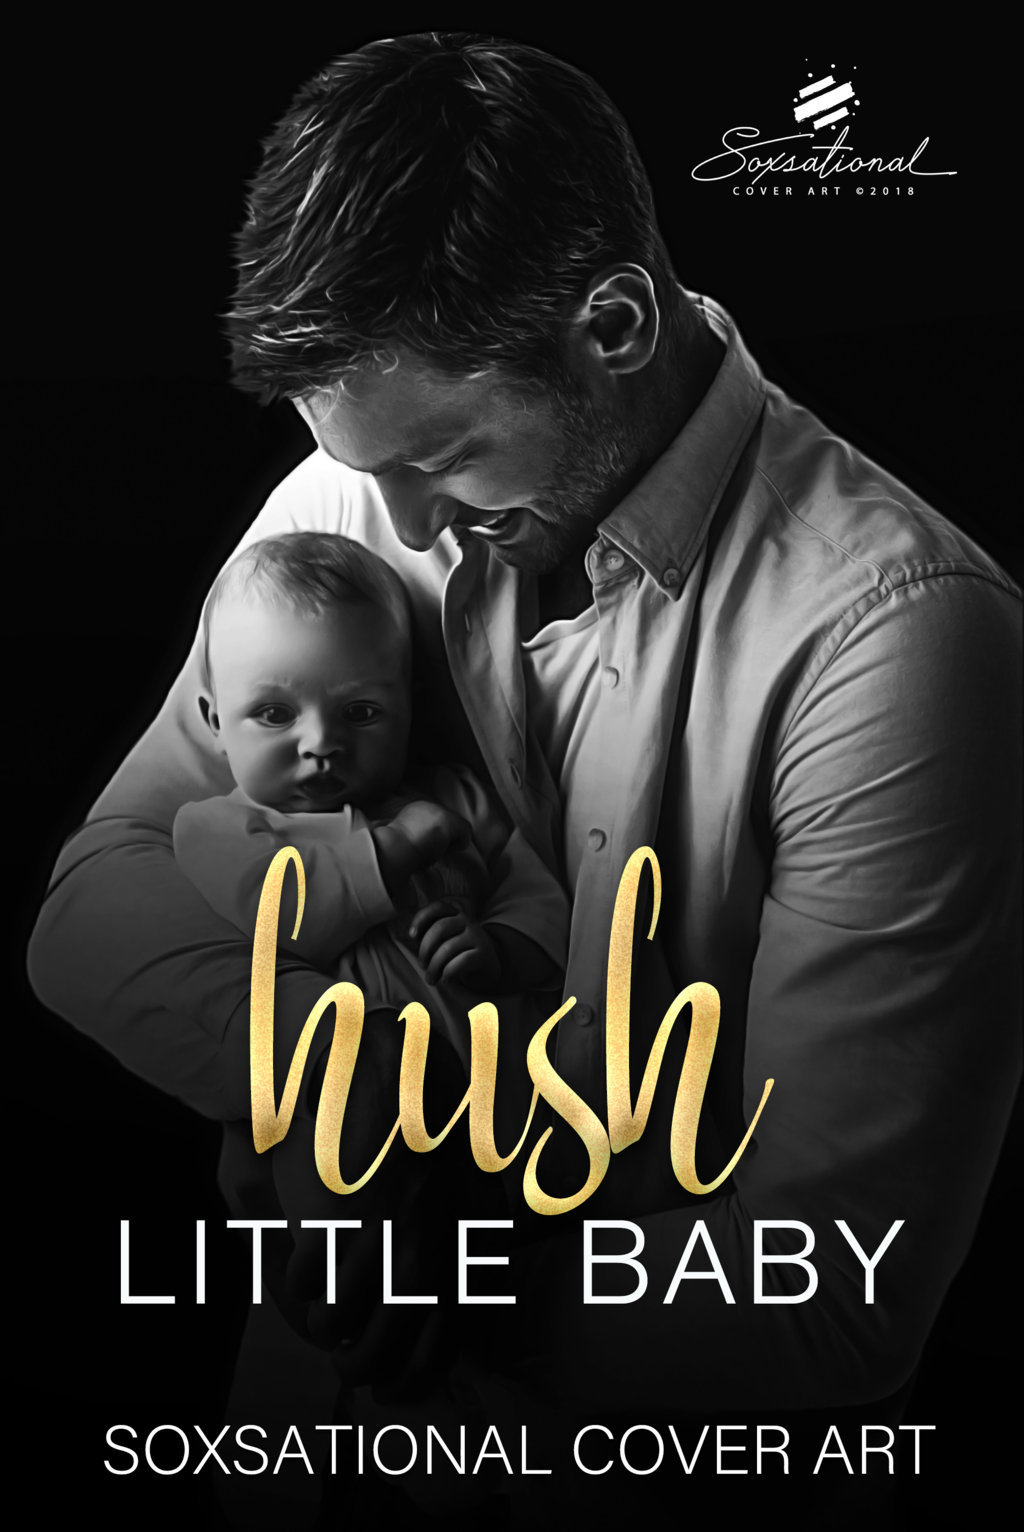 Soxsational
COVER ART ©2018
hush
LITTLE BABY
SOXSATIONAL COVER ART